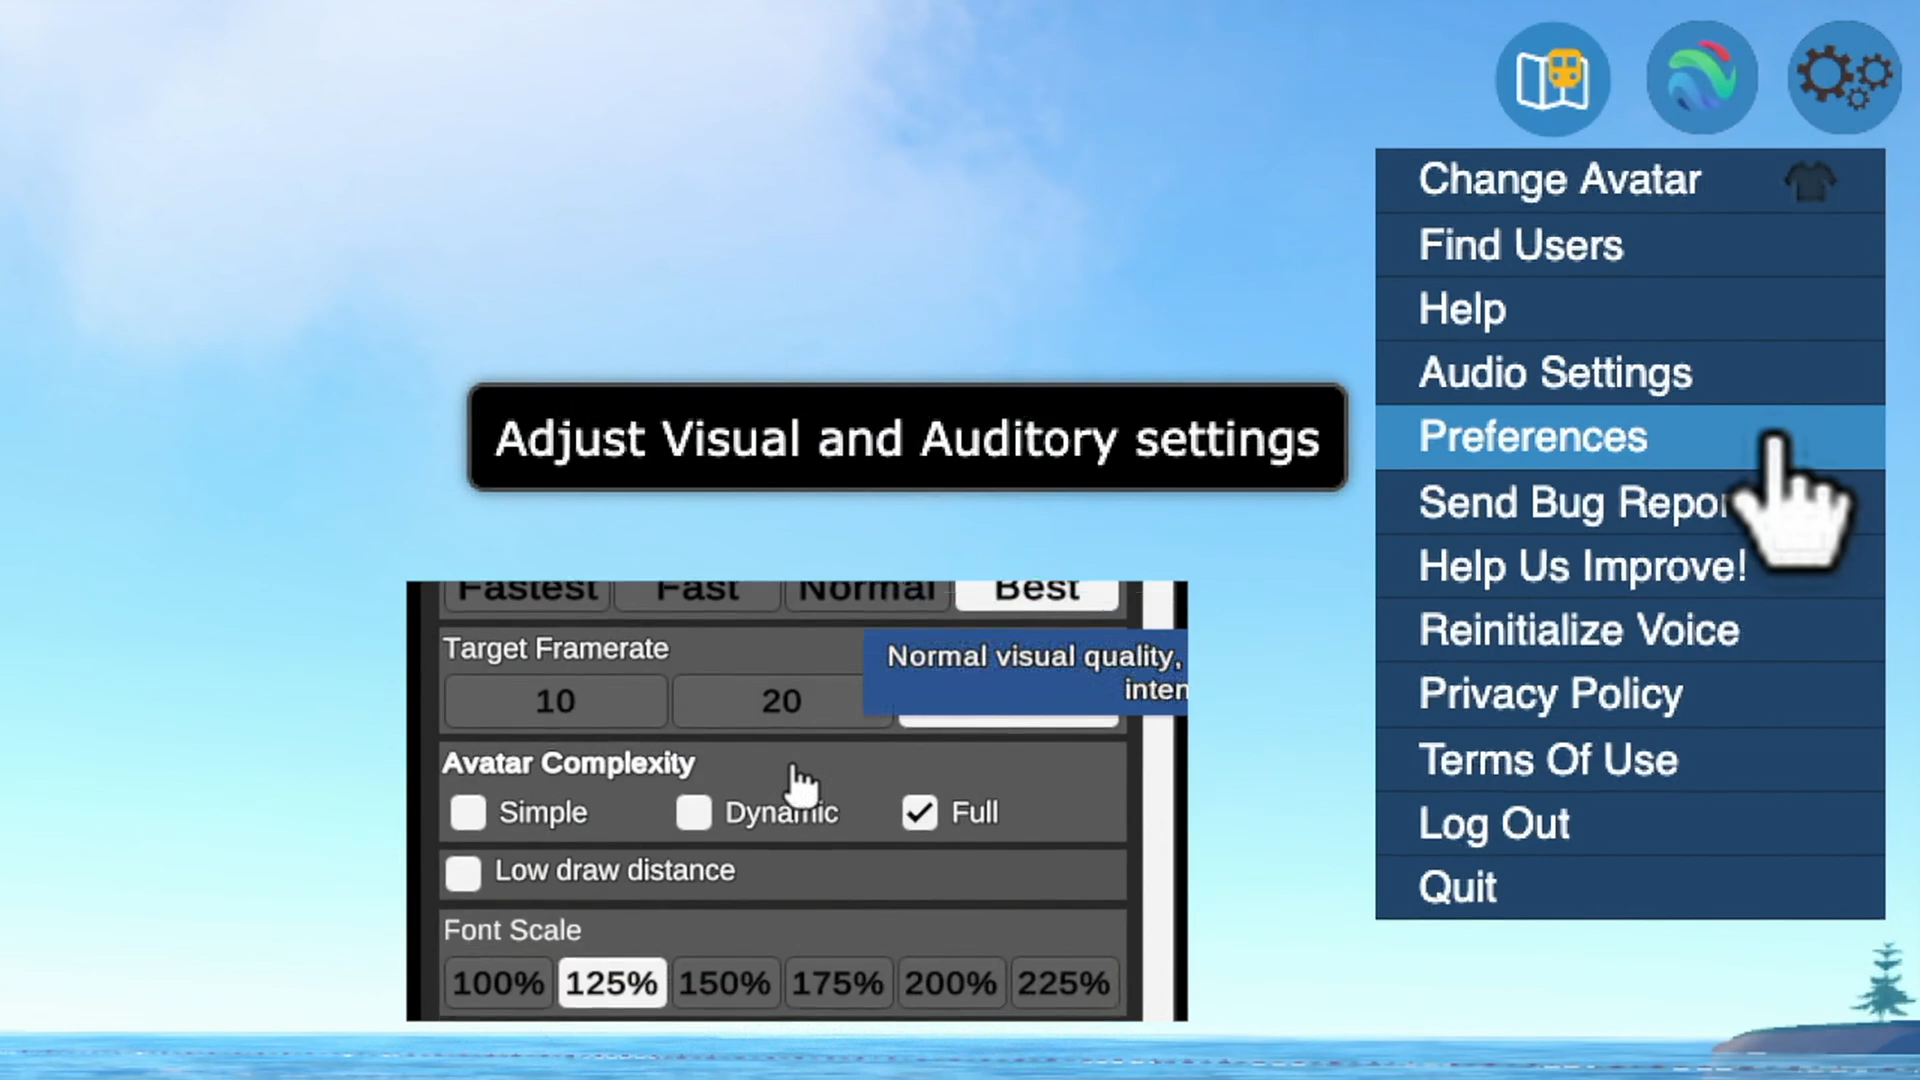 Change Avatar
Find Users
Help
Audio Settings
Preferences
Send Bug Repor
Help Us Improve!
Reinitialize Voice
Privacy Policy
Terms Of Use
Log Out
Quit
Adjust Visual and Auditory settings
Fastest Fast Normal Best
Target Framerate
Normal visual quality,
inten
10 20
Avatar Complexity
Simple Dynamic Full
Low draw distance
Font Scale
100% 125% 150% 175% 200% 225%